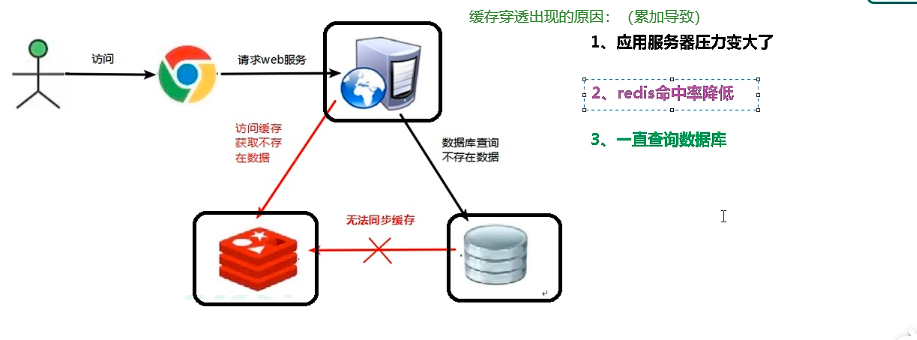 缓存穿透出现的原因：（累加导致）
1、应用服务器压力变大了
访问
请求web服务
2、redis命中率降低
访问缓存
获取不存
在数据
数据库查询
不存在数据
3、一直查询数据库
无法同步缓存